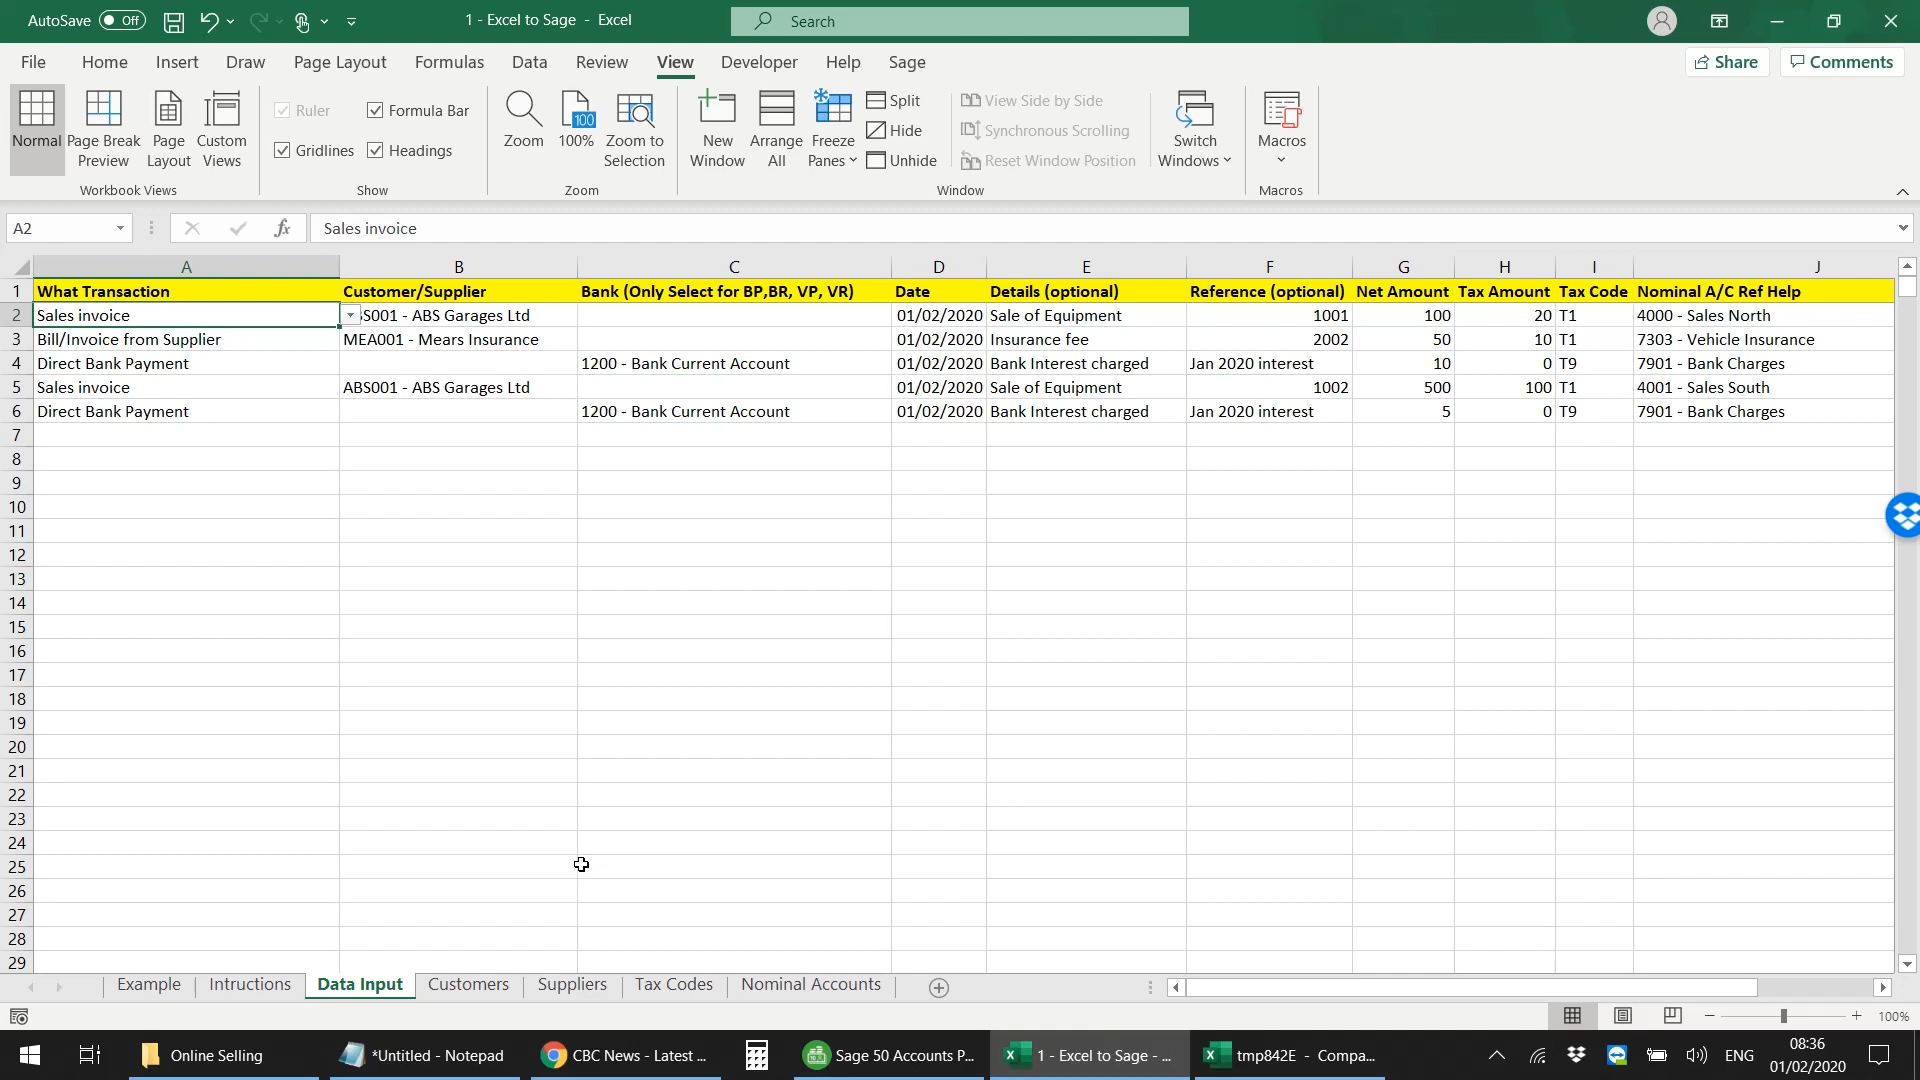 AutoSave Off 1 - Excel to Sage - Excel Search
File Home Insert Draw Page Layout Formulas Data Review View Developer Help Sage Share Comments
Normal Page Break Preview Page Layout Custom Views
Workbook Views
Ruler Formula Bar
Gridlines Headings
Show
Zoom 100 100% Zoom to Selection
Zoom
New Window Arrange All Freeze Panes
Split
Hide
Unhide
View Side by Side
Synchronous Scrolling
Reset Window Position
Switch Windows
Window
Macros
Macros
A2 fx Sales invoice
A B C D E F G H I J
1 What Transaction Customer/Supplier Bank (Only Select for BP,BR, VP, VR) Date Details (optional) Reference (optional) Net Amount Tax Amount Tax Code Nominal A/C Ref Help
2 Sales invoice S001 - ABS Garages Ltd 01/02/2020 Sale of Equipment 1001 100 20 T1 4000 - Sales North
3 Bill/Invoice from Supplier MEA001 - Mears Insurance 01/02/2020 Insurance fee 2002 50 10 T1 7303 - Vehicle Insurance
4 Direct Bank Payment 1200 - Bank Current Account 01/02/2020 Bank Interest charged Jan 2020 interest 10 0 T9 7901 - Bank Charges
5 Sales invoice ABS001 - ABS Garages Ltd 01/02/2020 Sale of Equipment 1002 500 100 T1 4001 - Sales South
6 Direct Bank Payment 1200 - Bank Current Account 01/02/2020 Bank Interest charged Jan 2020 interest 5 0 T9 7901 - Bank Charges
7
8
9
10
11
12
13
14
15
16
17
18
19
20
21
22
23
24
25
26
27
28
29
Example Intructions Data Input Customers Suppliers Tax Codes Nominal Accounts
100%
Online Selling *Untitled - Notepad CBC News - Latest ... Sage 50 Accounts P... 1 - Excel to Sage - ... tmp842E - Compa... ENG 08:36
01/02/2020